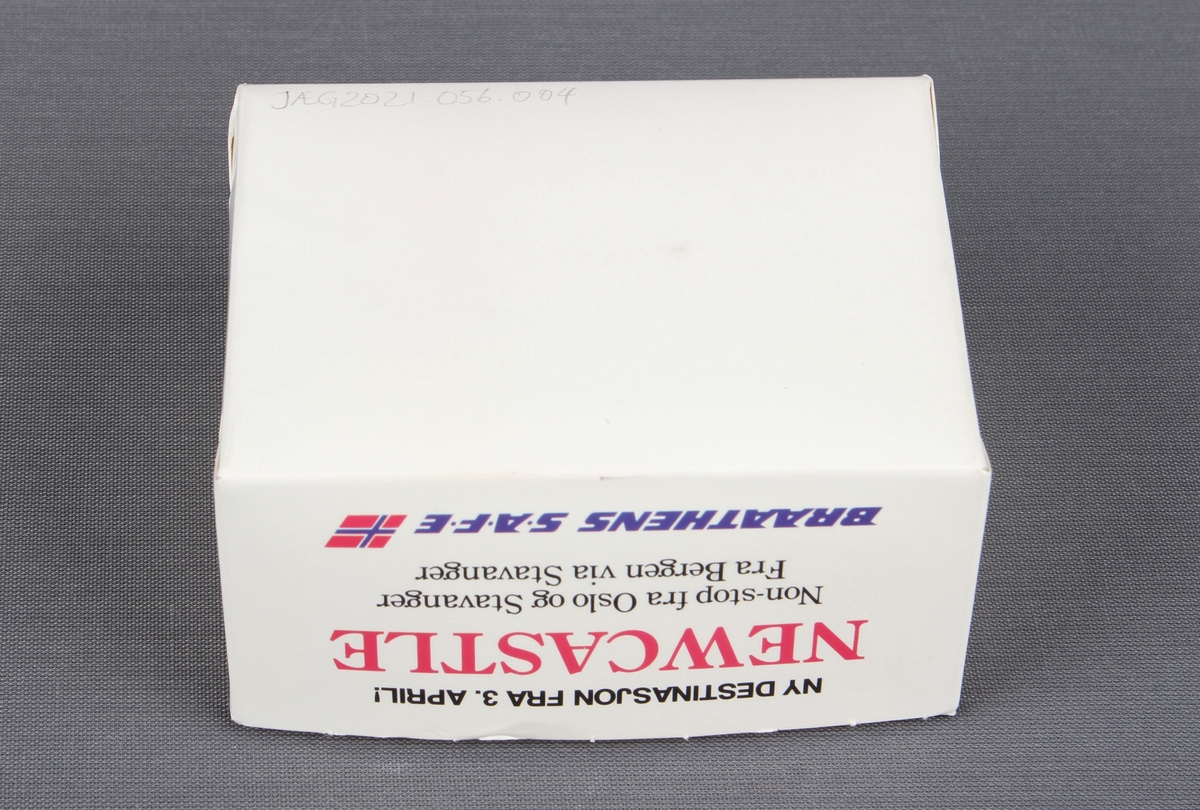 JÆG2021.056.004
NY DESTINASJON FRA 3. APRIL!
NEWCASTLE
Non-stop fra Oslo og Stavanger
Fra Bergen via Stavanger
BRAATHENS S·A·F·E